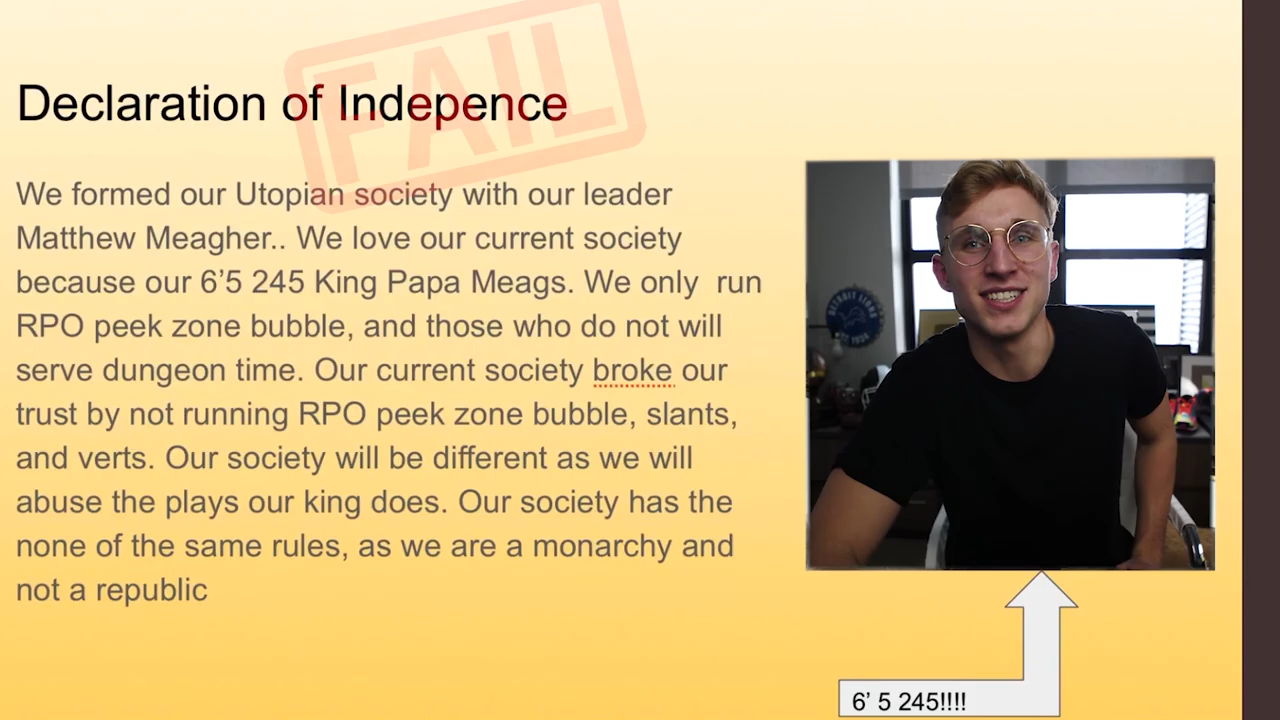 FAIL
Declaration of Indepence
We formed our Utopian society with our leader
Matthew Meagher.. We love our current society
because our 6’5 245 King Papa Meags. We only  run
RPO peek zone bubble, and those who do not will
serve dungeon time. Our current society broke our
trust by not running RPO peek zone bubble, slants,
and verts. Our society will be different as we will
abuse the plays our king does. Our society has the
none of the same rules, as we are a monarchy and
not a republic
DETROIT LIONS
6’ 5 245!!!!